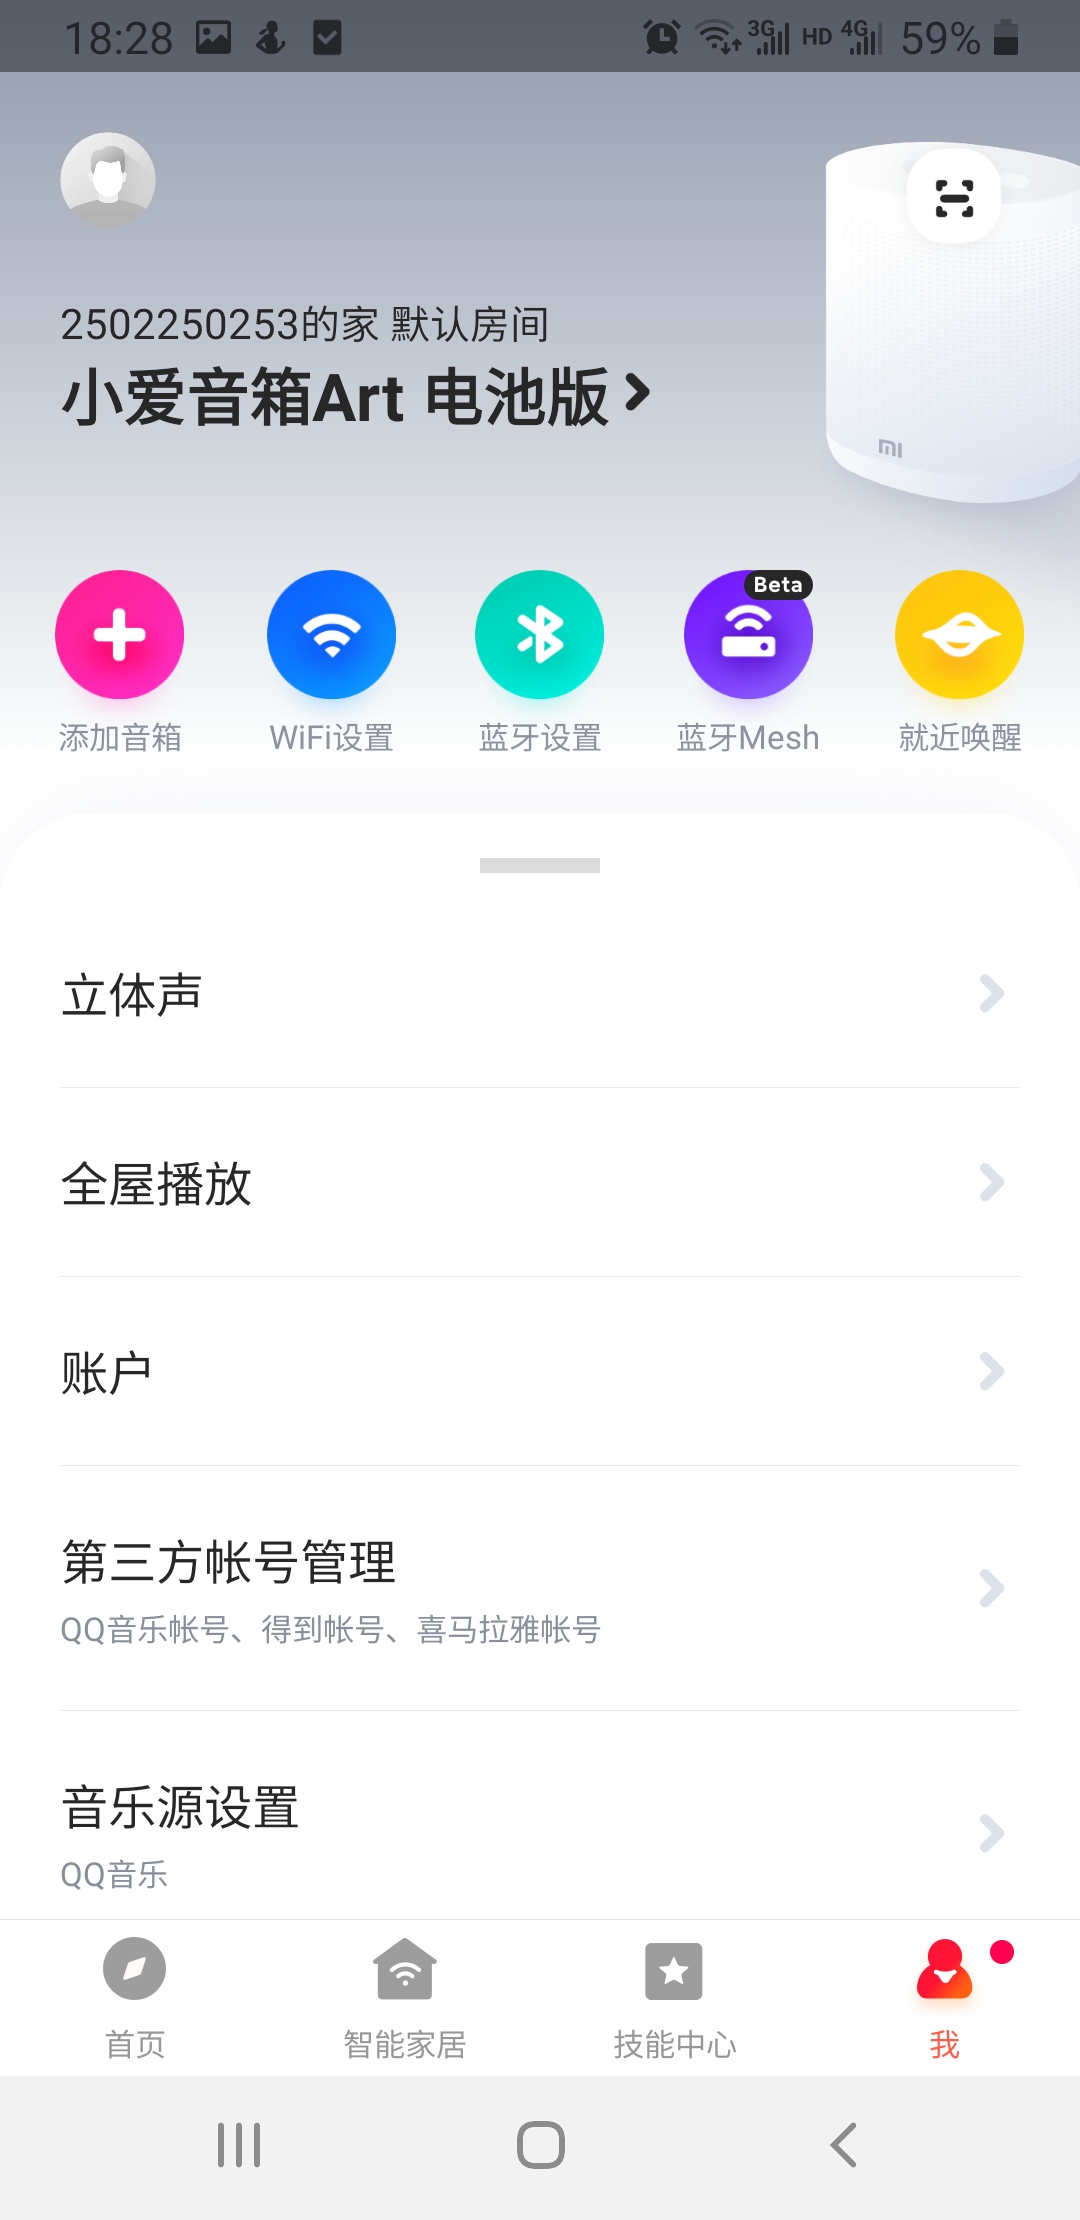 18:28 3G HD 4G 59%
2502250253的家 默认房间
小爱音箱Art 电池版
mi
Beta
添加音箱 WiFi设置 蓝牙设置 蓝牙Mesh 就近唤醒
立体声
全屋播放
账户
第三方帐号管理
QQ音乐帐号、得到帐号、喜马拉雅帐号
音乐源设置
QQ音乐
首页 智能家居 技能中心 我